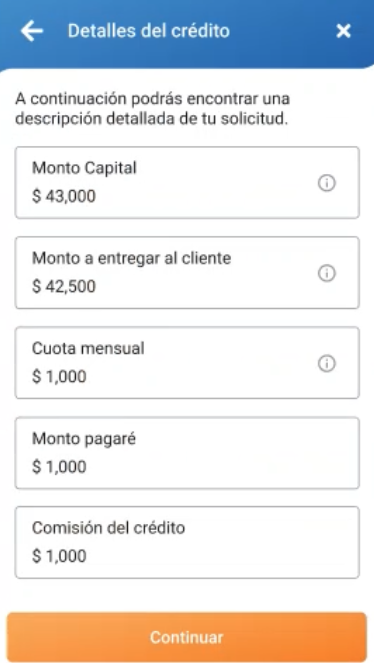 Detalles del crédito
A continuación podrás encontrar una
descripción detallada de tu solicitud.
Monto Capital
$ 43,000
Monto a entregar al cliente
$ 42,500
Cuota mensual
$ 1,000
Monto pagaré
$ 1,000
Comisión del crédito
$ 1,000
Continuar